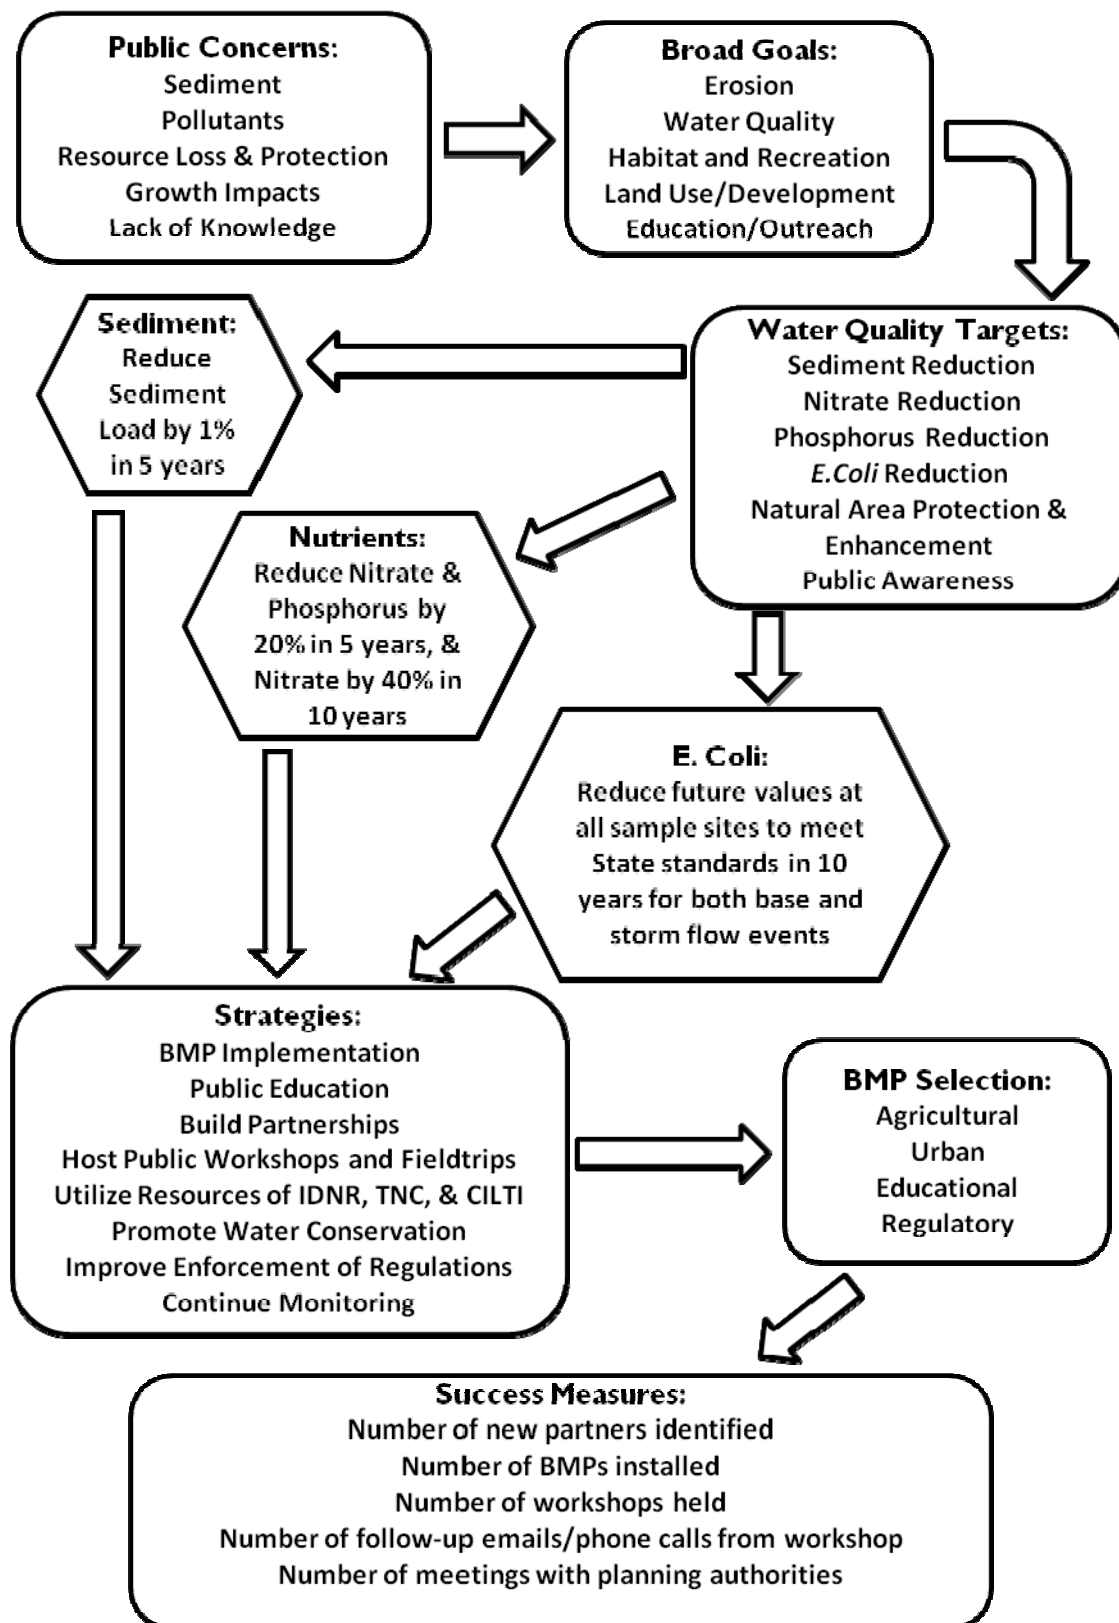 Public Concerns:
Sediment
Pollutants
Resource Loss & Protection
Growth Impacts
Lack of Knowledge
Broad Goals:
Erosion
Water Quality
Habitat and Recreation
Land Use/Development
Education/Outreach
Water Quality Targets:
Sediment Reduction
Nitrate Reduction
Phosphorus Reduction
E.Coli Reduction
Natural Area Protection &
Enhancement
Public Awareness
Sediment:
Reduce
Sediment
Load by 1%
in 5 years
Nutrients:
Reduce Nitrate &
Phosphorus by
20% in 5 years, &
Nitrate by 40% in
10 years
E. Coli:
Reduce future values at
all sample sites to meet
State standards in 10
years for both base and
storm flow events
Strategies:
BMP Implementation
Public Education
Build Partnerships
Host Public Workshops and Fieldtrips
Utilize Resources of IDNR, TNC, & CILTI
Promote Water Conservation
Improve Enforcement of Regulations
Continue Monitoring
BMP Selection:
Agricultural
Urban
Educational
Regulatory
Success Measures:
Number of new partners identified
Number of BMPs installed
Number of workshops held
Number of follow-up emails/phone calls from workshop
Number of meetings with planning authorities